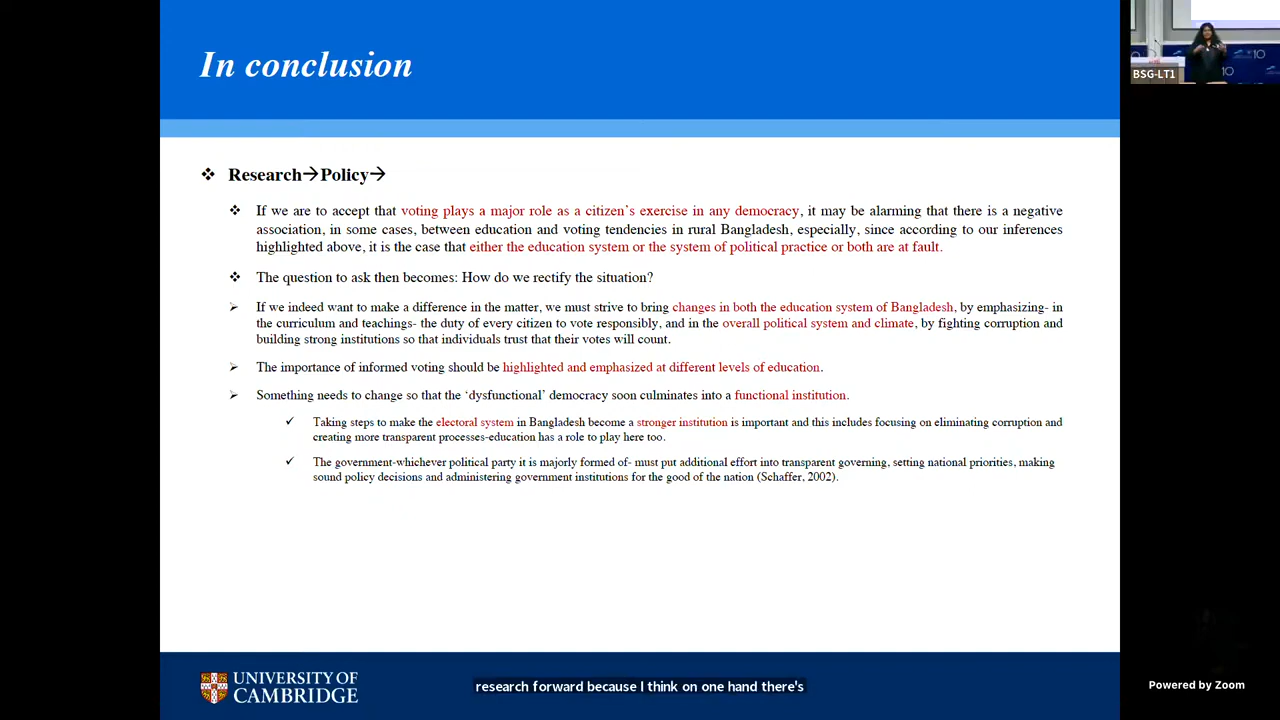 In conclusion
BSG-LT1
10
10
❖ Research→Policy→
❖ If we are to accept that voting plays a major role as a citizen's exercise in any democracy, it may be alarming that there is a negative
association, in some cases, between education and voting tendencies in rural Bangladesh, especially, since according to our inferences
highlighted above, it is the case that either the education system or the system of political practice or both are at fault.
❖ The question to ask then becomes: How do we rectify the situation?
➢ If we indeed want to make a difference in the matter, we must strive to bring changes in both the education system of Bangladesh, by emphasizing- in
the curriculum and teachings- the duty of every citizen to vote responsibly, and in the overall political system and climate, by fighting corruption and
building strong institutions so that individuals trust that their votes will count.
➢ The importance of informed voting should be highlighted and emphasized at different levels of education.
➢ Something needs to change so that the 'dysfunctional' democracy soon culminates into a functional institution.
✓ Taking steps to make the electoral system in Bangladesh become a stronger institution is important and this includes focusing on eliminating corruption and
creating more transparent processes-education has a role to play here too.
✓ The government-whichever political party it is majorly formed of- must put additional effort into transparent governing, setting national priorities, making
sound policy decisions and administering government institutions for the good of the nation (Schaffer, 2002).
UNIVERSITY OF
CAMBRIDGE
research forward because I think on one hand there's
Powered by Zoom